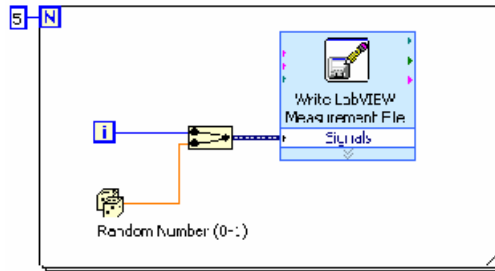 5 N
Write LabVIEW
Measurement File
Signals
i
Random Number (0-1)